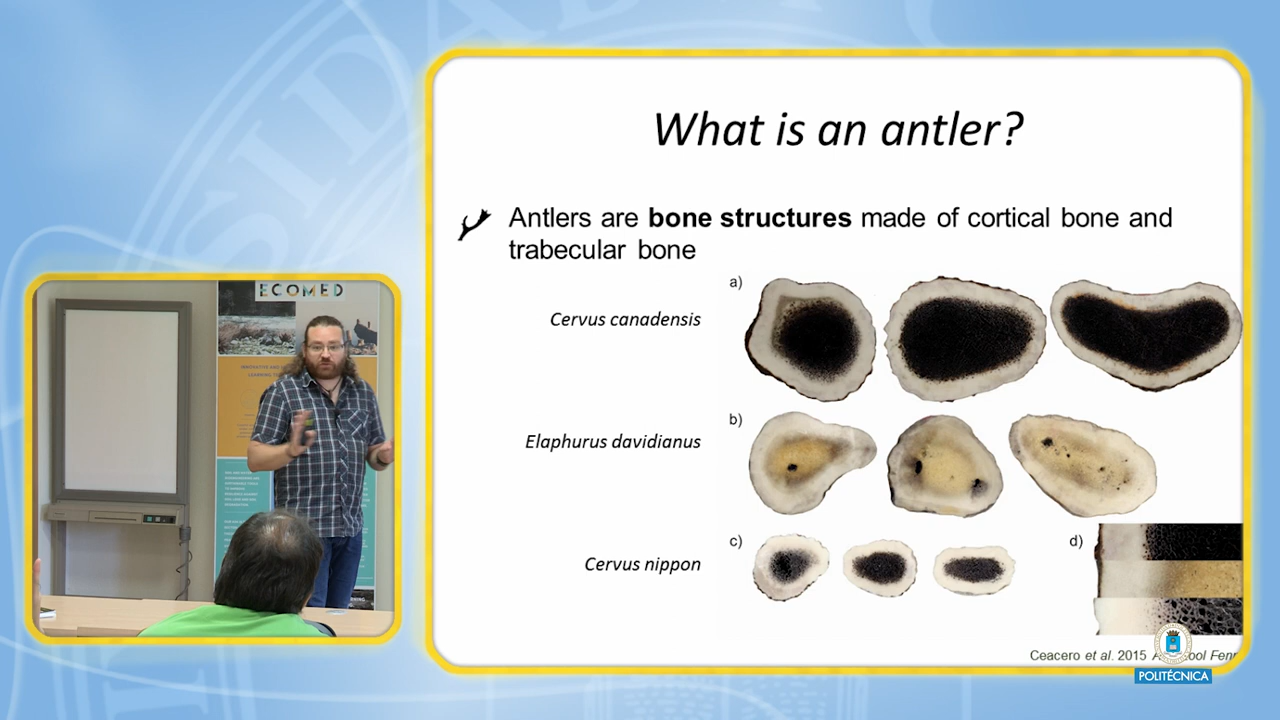 What is an antler?
Antlers are bone structures made of cortical bone and
trabecular bone
a)
Cervus canadensis
b)
Elaphurus davidianus
c)
d)
Cervus nippon
Ceacero et al. 2015
POLITÉCNICA
ECOMED